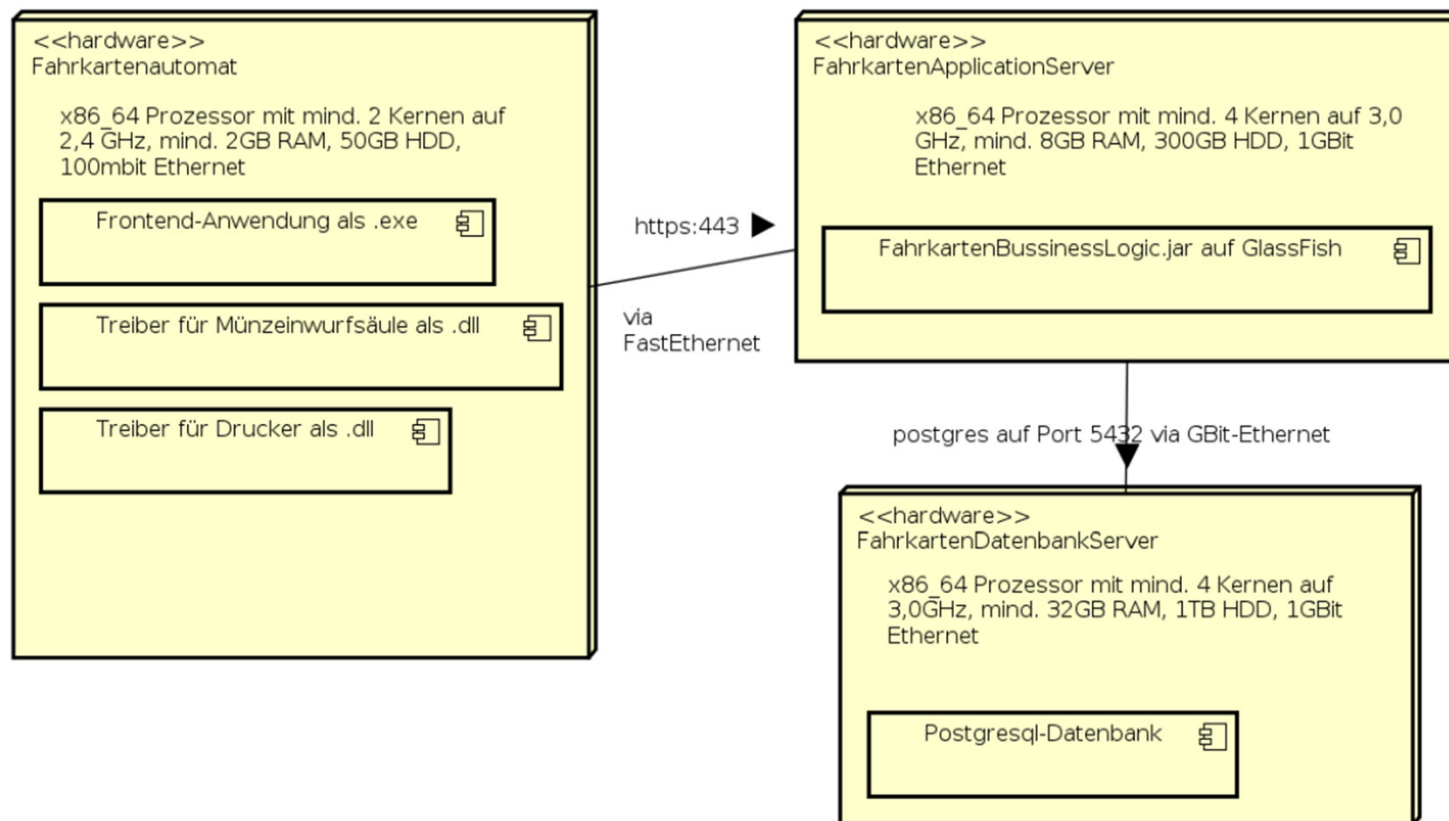 <<hardware>>
Fahrkartenautomat
x86_64 Prozessor mit mind. 2 Kernen auf
2,4 GHz, mind. 2GB RAM, 50GB HDD,
100mbit Ethernet
Frontend-Anwendung als .exe
Treiber für Münzeinwurfsäule als .dll
Treiber für Drucker als .dll
https:443
via
FastEthernet
<<hardware>>
FahrkartenApplicationServer
x86_64 Prozessor mit mind. 4 Kernen auf 3,0
GHz, mind. 8GB RAM, 300GB HDD, 1GBit
Ethernet
FahrkartenBussinessLogic.jar auf GlassFish
postgres auf Port 5432 via GBit-Ethernet
<<hardware>>
FahrkartenDatenbankServer
x86_64 Prozessor mit mind. 4 Kernen auf
3,0GHz, mind. 32GB RAM, 1TB HDD, 1GBit
Ethernet
Postgresql-Datenbank